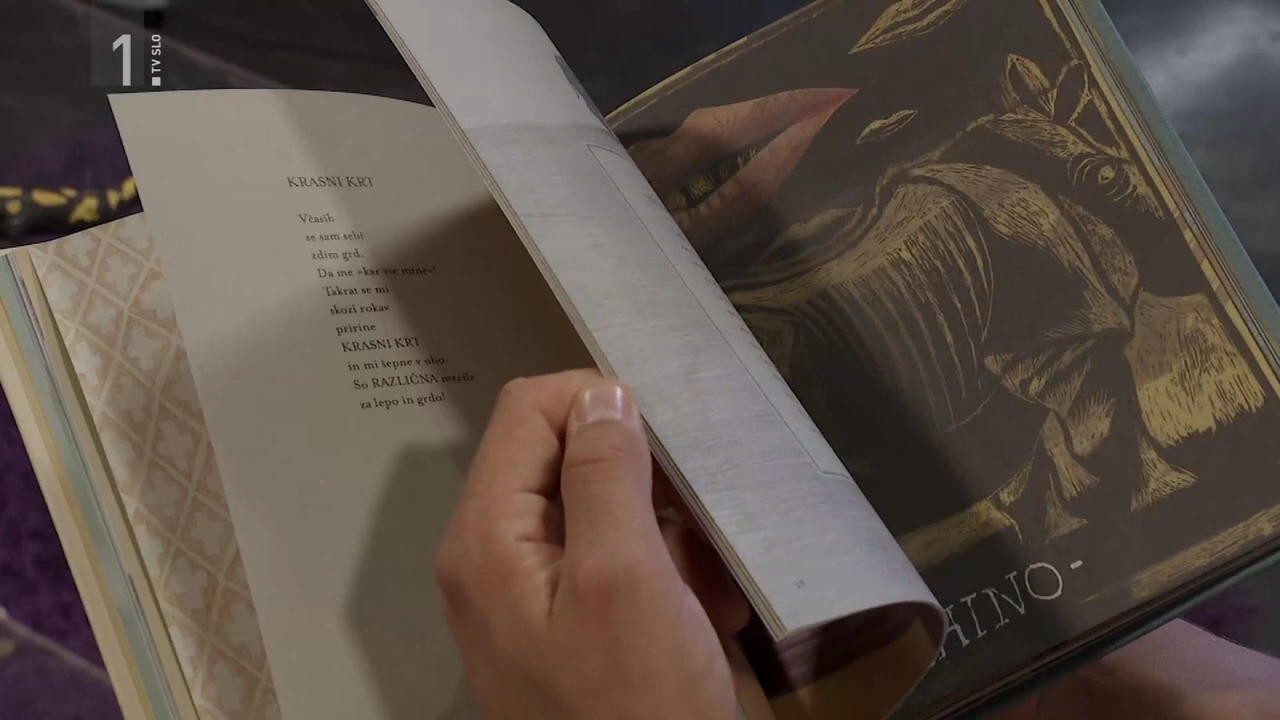 1
TV SLO
KRASNI KRT
Včasih
se sam sebi
zdim grd.
Da me »kar vse mine«!
Takrat se mi
skozi rokav
pririne
KRASNI KRT
in mi šepne v uho:
So RAZLIČNA merila
za lepo in grdo!
HINO-